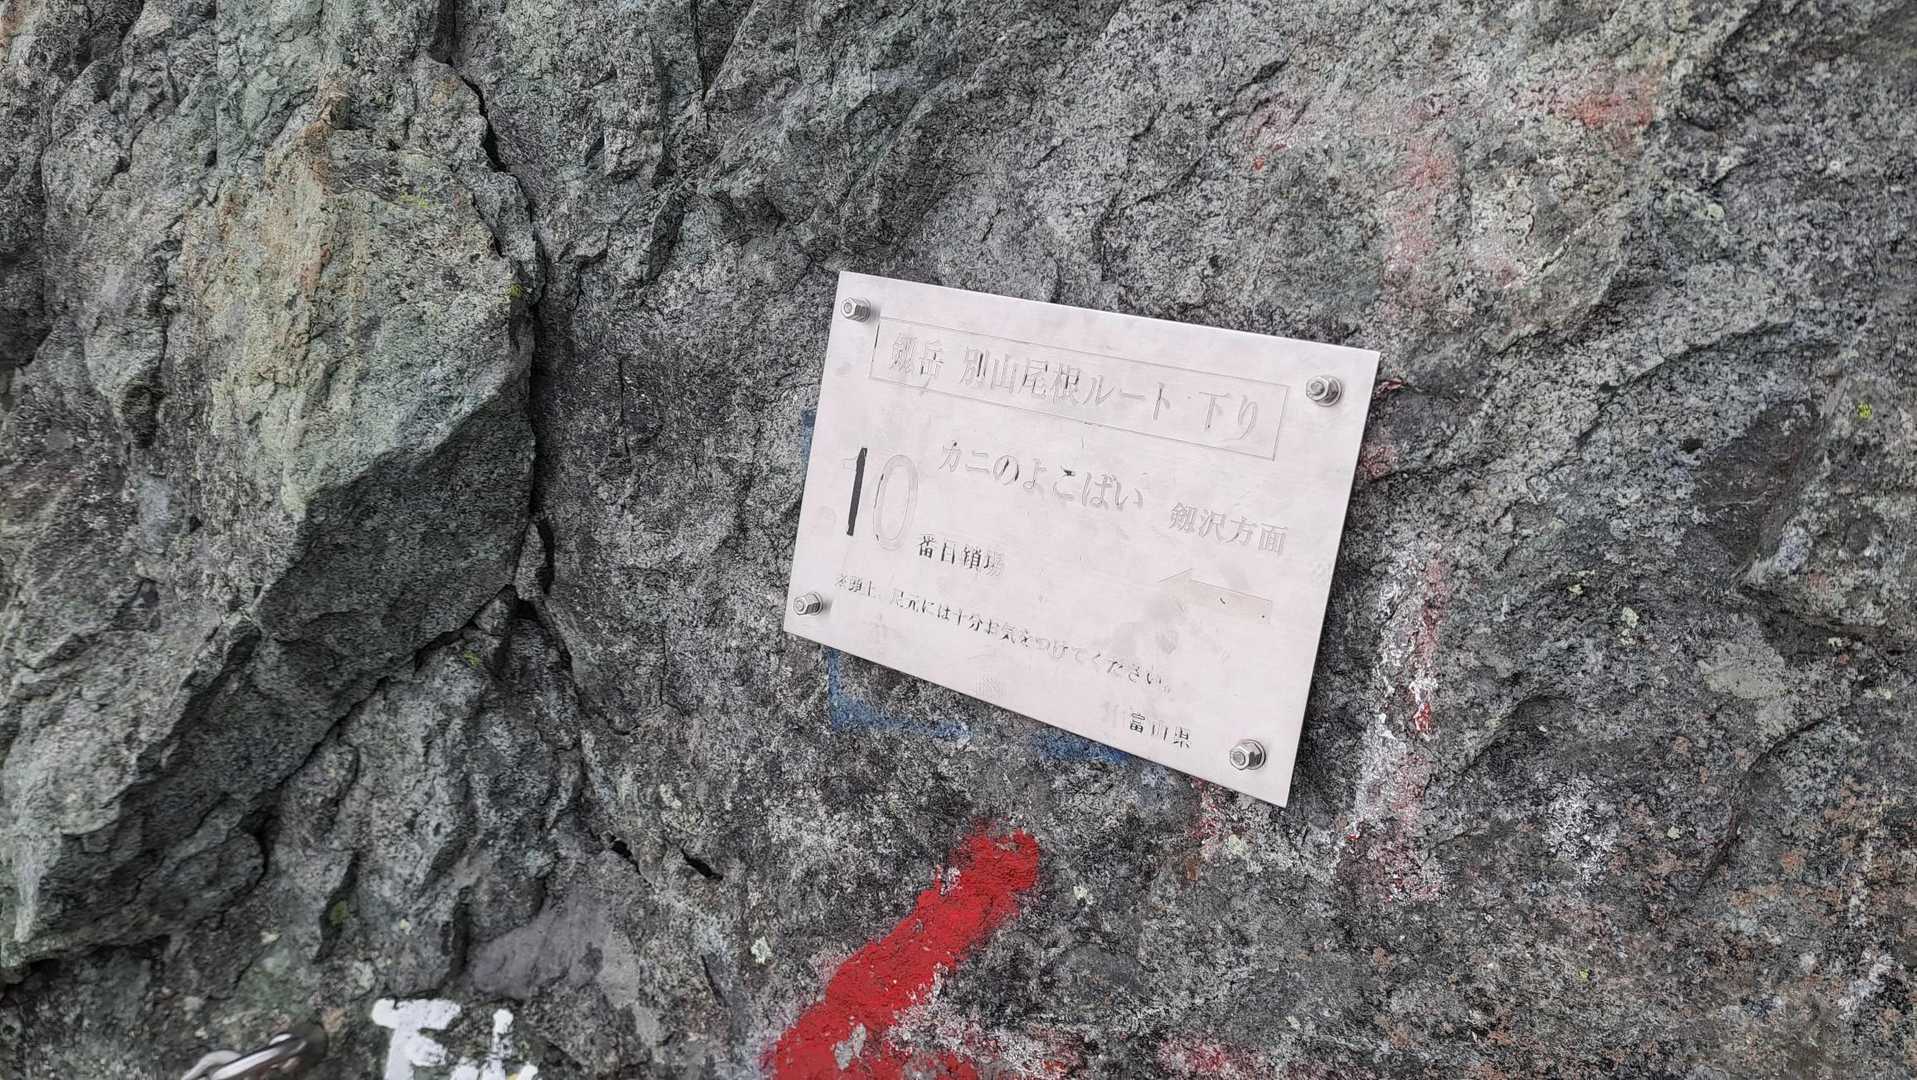 剱岳 別山尾根ルート 下り
カニのよこばい
剱沢方面
10
番目鎖場
※頭上、足元には十分お気をつけてください。
富山県
下り